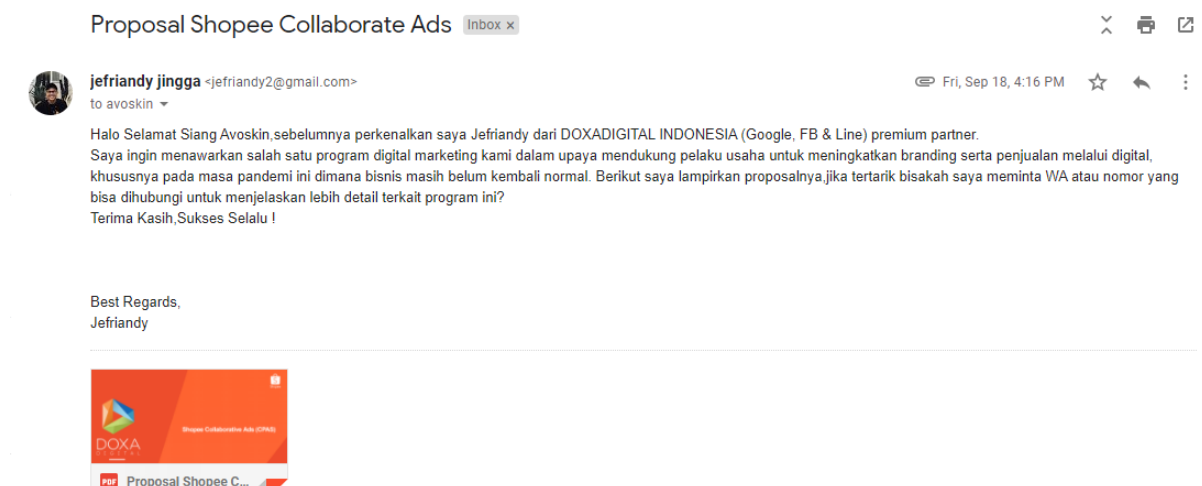 Proposal Shopee Collaborate Ads Inbox x
jefriandy jingga <jefriandy2@gmail.com> Fri, Sep 18, 4:16 PM
to avoskin
Halo Selamat Siang Avoskin,sebelumnya perkenalkan saya Jefriandy dari DOXADIGITAL INDONESIA (Google, FB & Line) premium partner.
Saya ingin menawarkan salah satu program digital marketing kami dalam upaya mendukung pelaku usaha untuk meningkatkan branding serta penjualan melalui digital,
khususnya pada masa pandemi ini dimana bisnis masih belum kembali normal. Berikut saya lampirkan proposalnya,jika tertarik bisakah saya meminta WA atau nomor yang
bisa dihubungi untuk menjelaskan lebih detail terkait program ini?
Terima Kasih,Sukses Selalu !
Best Regards,
Jefriandy
Shopee Collaborative Ads (CPAS)
DOXA
DIGITAL
PDF Proposal Shopee C...